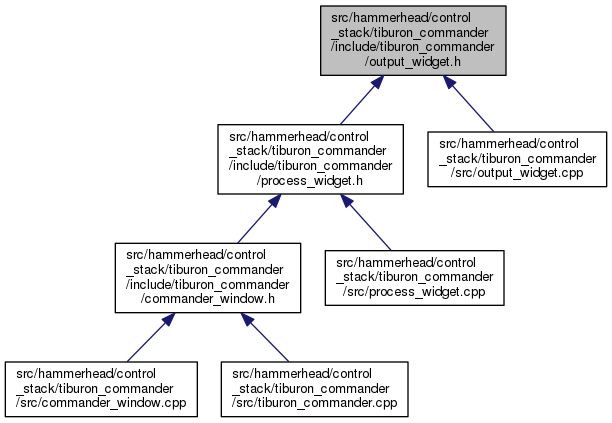 src/hammerhead/control
_stack/tiburon_commander
/include/tiburon_commander
/output_widget.h
src/hammerhead/control
_stack/tiburon_commander
/include/tiburon_commander
/process_widget.h
src/hammerhead/control
_stack/tiburon_commander
/src/output_widget.cpp
src/hammerhead/control
_stack/tiburon_commander
/include/tiburon_commander
/commander_window.h
src/hammerhead/control
_stack/tiburon_commander
/src/process_widget.cpp
src/hammerhead/control
_stack/tiburon_commander
/src/commander_window.cpp
src/hammerhead/control
_stack/tiburon_commander
/src/tiburon_commander.cpp